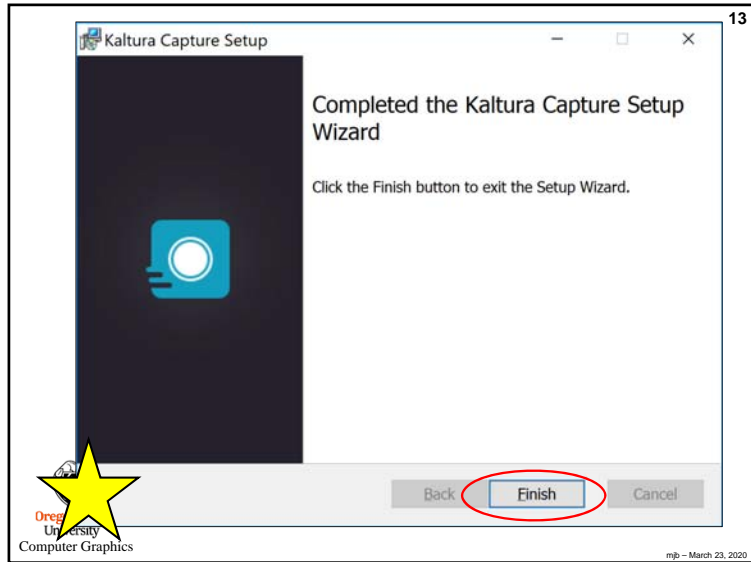 13
Kaltura Capture Setup
Completed the Kaltura Capture Setup
Wizard
Click the Finish button to exit the Setup Wizard.
Back
Finish
Cancel
Computer Graphics
mjb – March 23, 2020